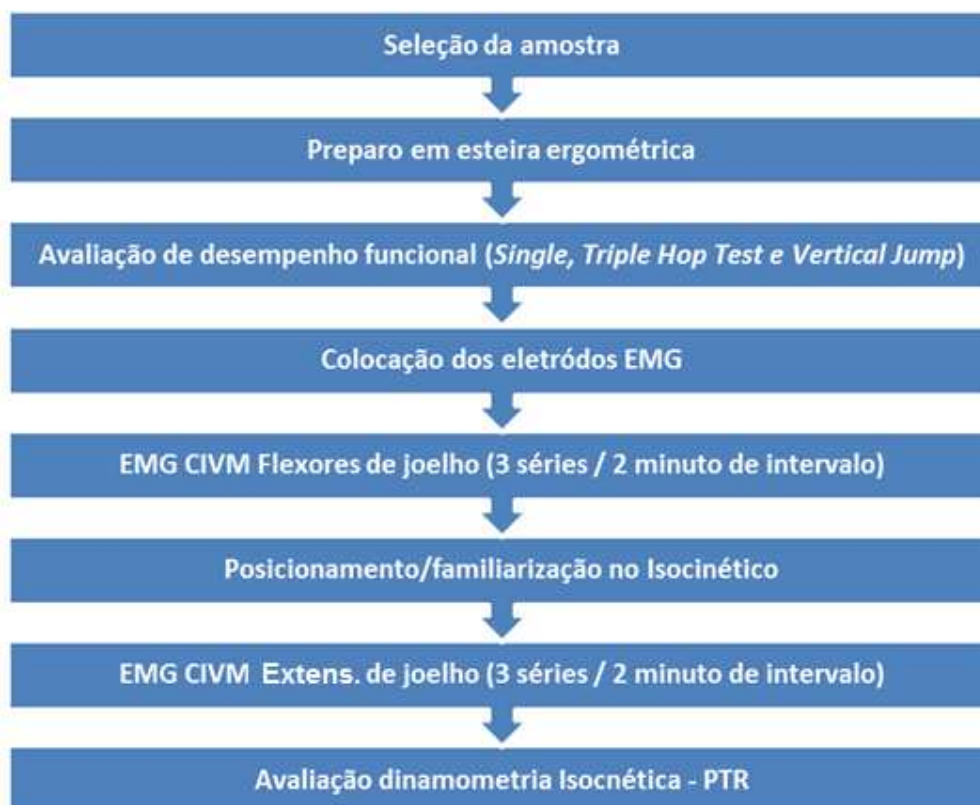 Seleção da amostra
Preparo em esteira ergométrica
Avaliação de desempenho funcional (Single, Triple Hop Test e Vertical Jump)
Colocação dos eletródos EMG
EMG CIVM Flexores de joelho (3 séries / 2 minuto de intervalo)
Posicionamento/familiarização no Isocinético
EMG CIVM Extens. de joelho (3 séries / 2 minuto de intervalo)
Avaliação dinamometria Isocnética - PTR